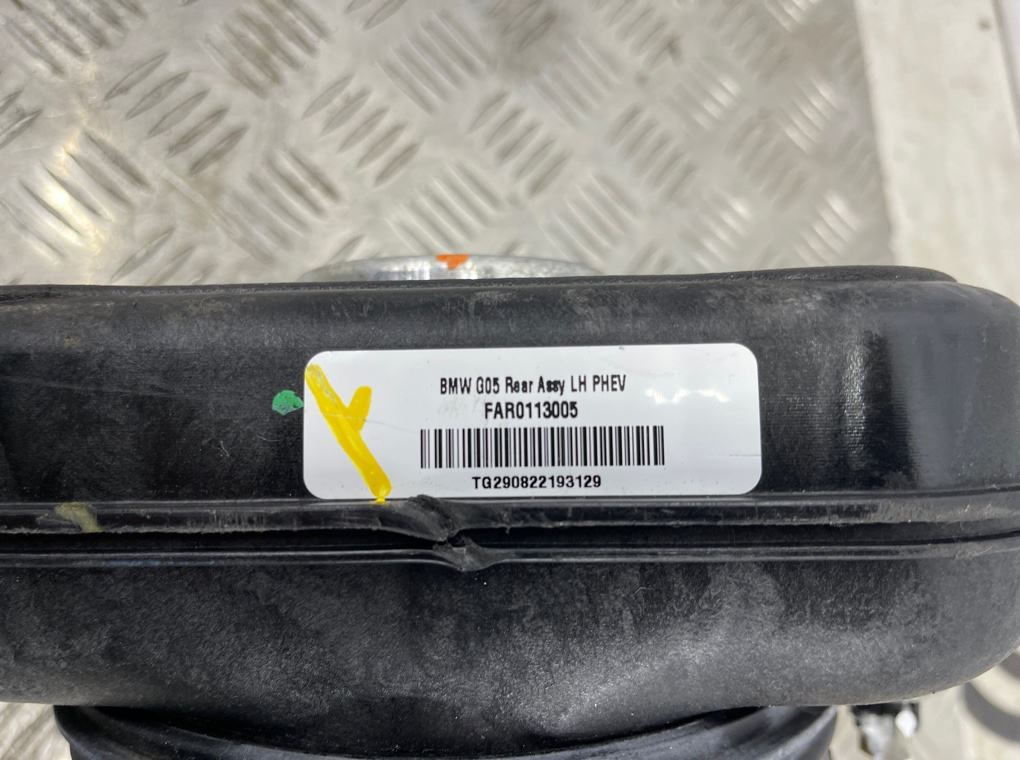 BMW G05 Rear Assy LH PHEV
FAR0113005
TG290822193129